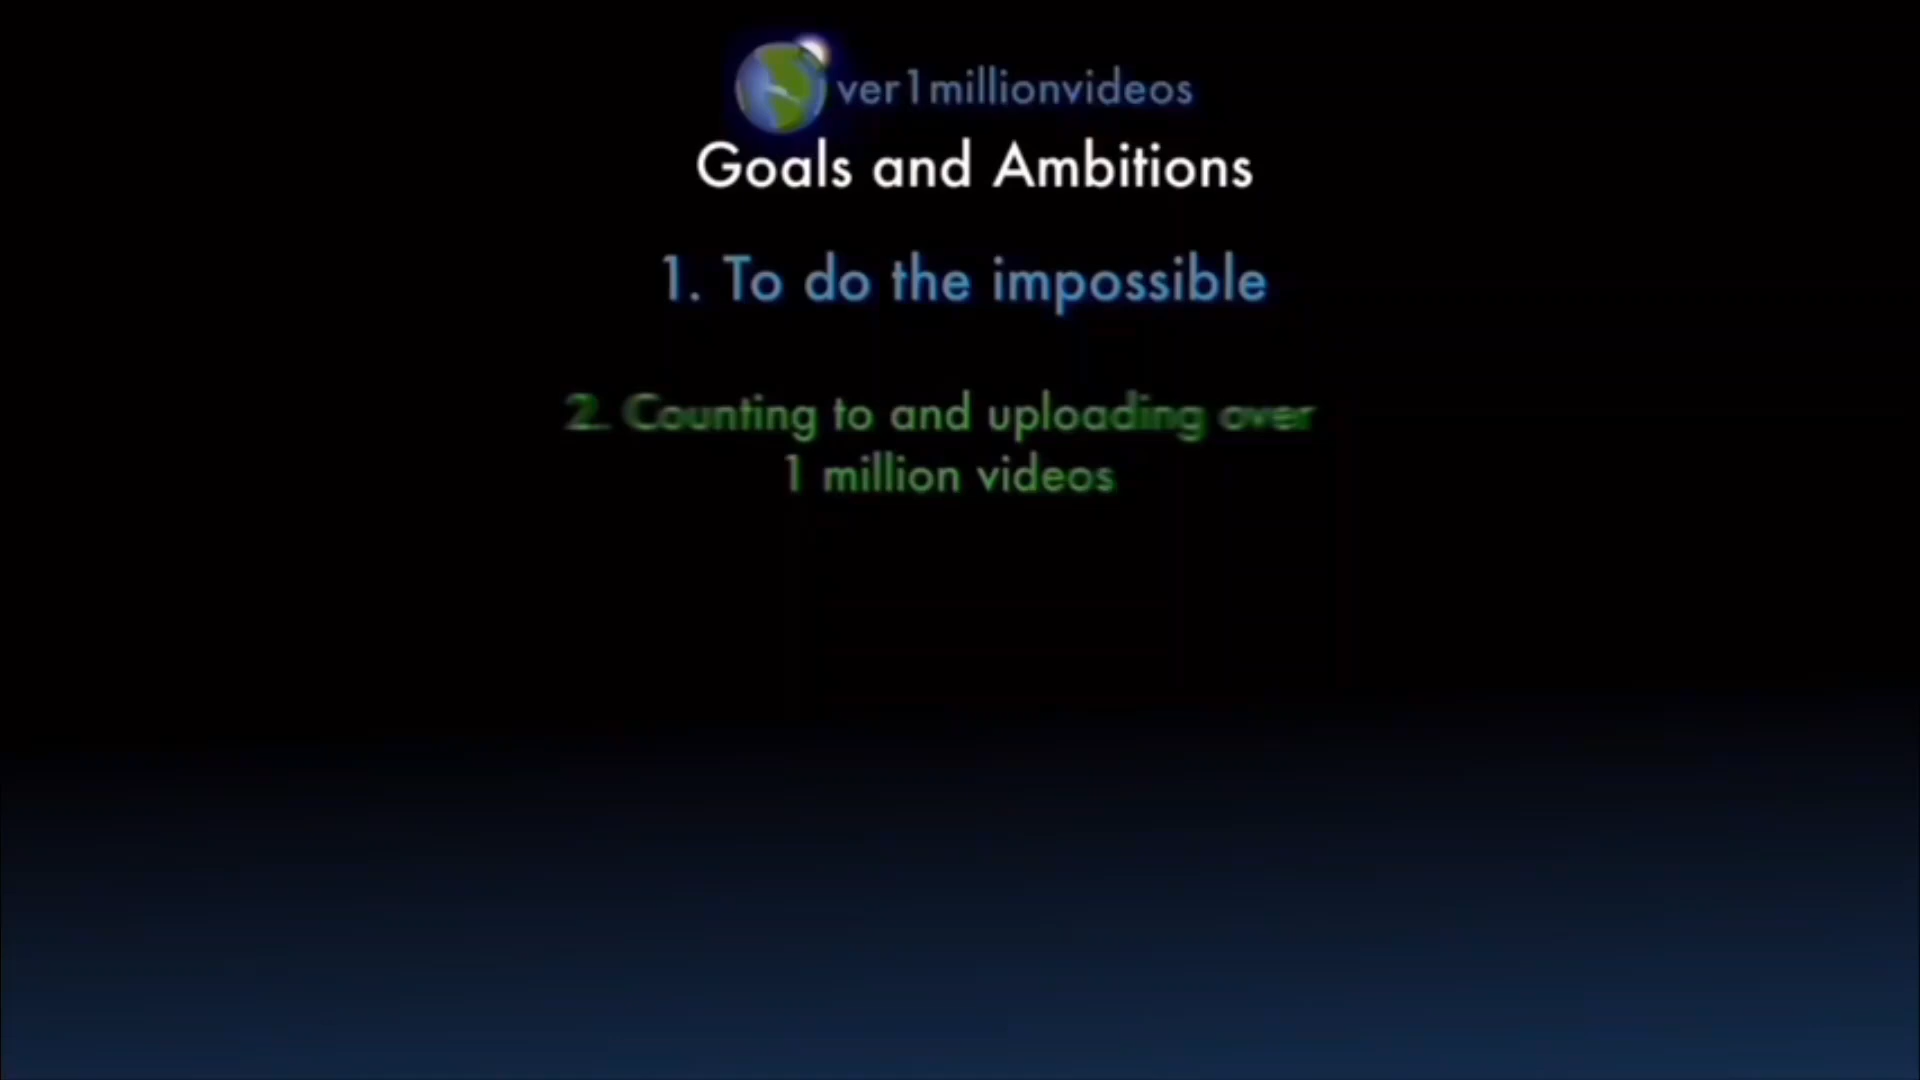 ver1millionvideos
Goals and Ambitions
1. To do the impossible
2. Counting to and uploading over
1 million videos